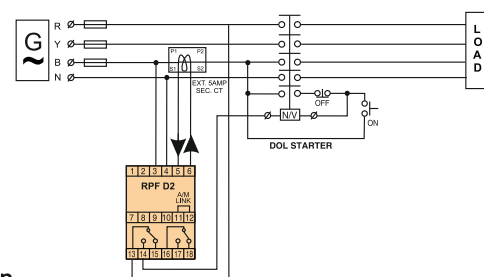 G
R
Y
B
N
P1 P2
S1 S2
EXT. 5AMP
SEC. CT
LOAD
OFF
N/V
ON
DOL STARTER
1 2 3 4 5 6
RPF D2
A/M
LINK
7 8 9 10 11 12
13 14 15 16 17 18